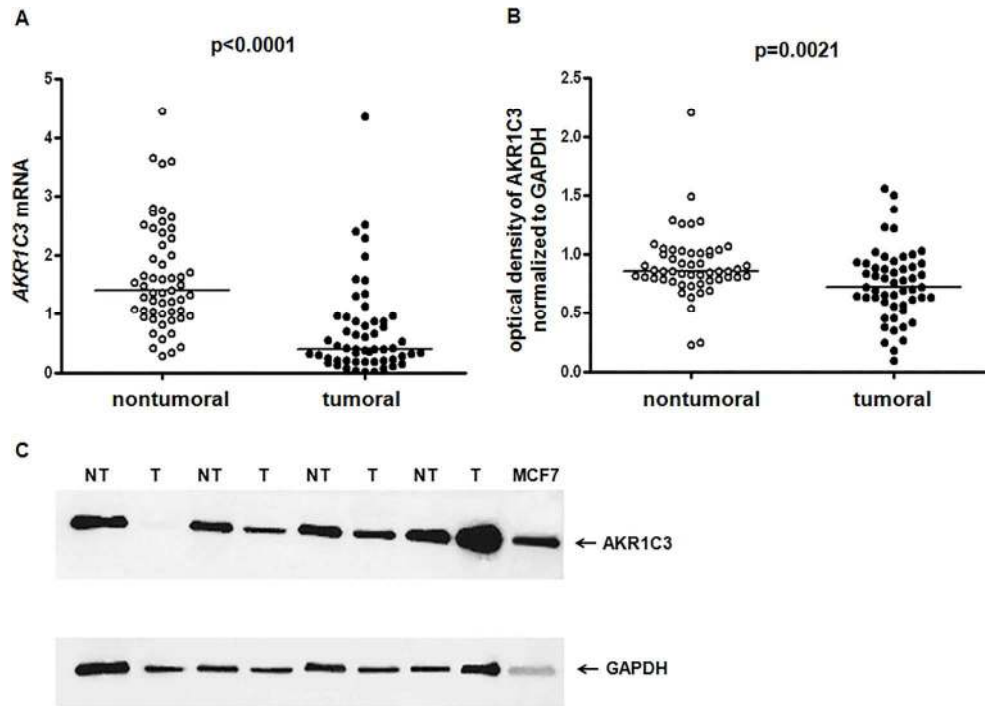 A
p<0.0001
AKR1C3 mRNA
5
4
3
2
1
0
nontumoral tumoral
B
p=0.0021
optical density of AKR1C3
normalized to GAPDH
2.5
2.0
1.5
1.0
0.5
0.0
nontumoral tumoral
C
NT T NT T NT T NT T MCF7
← AKR1C3
← GAPDH